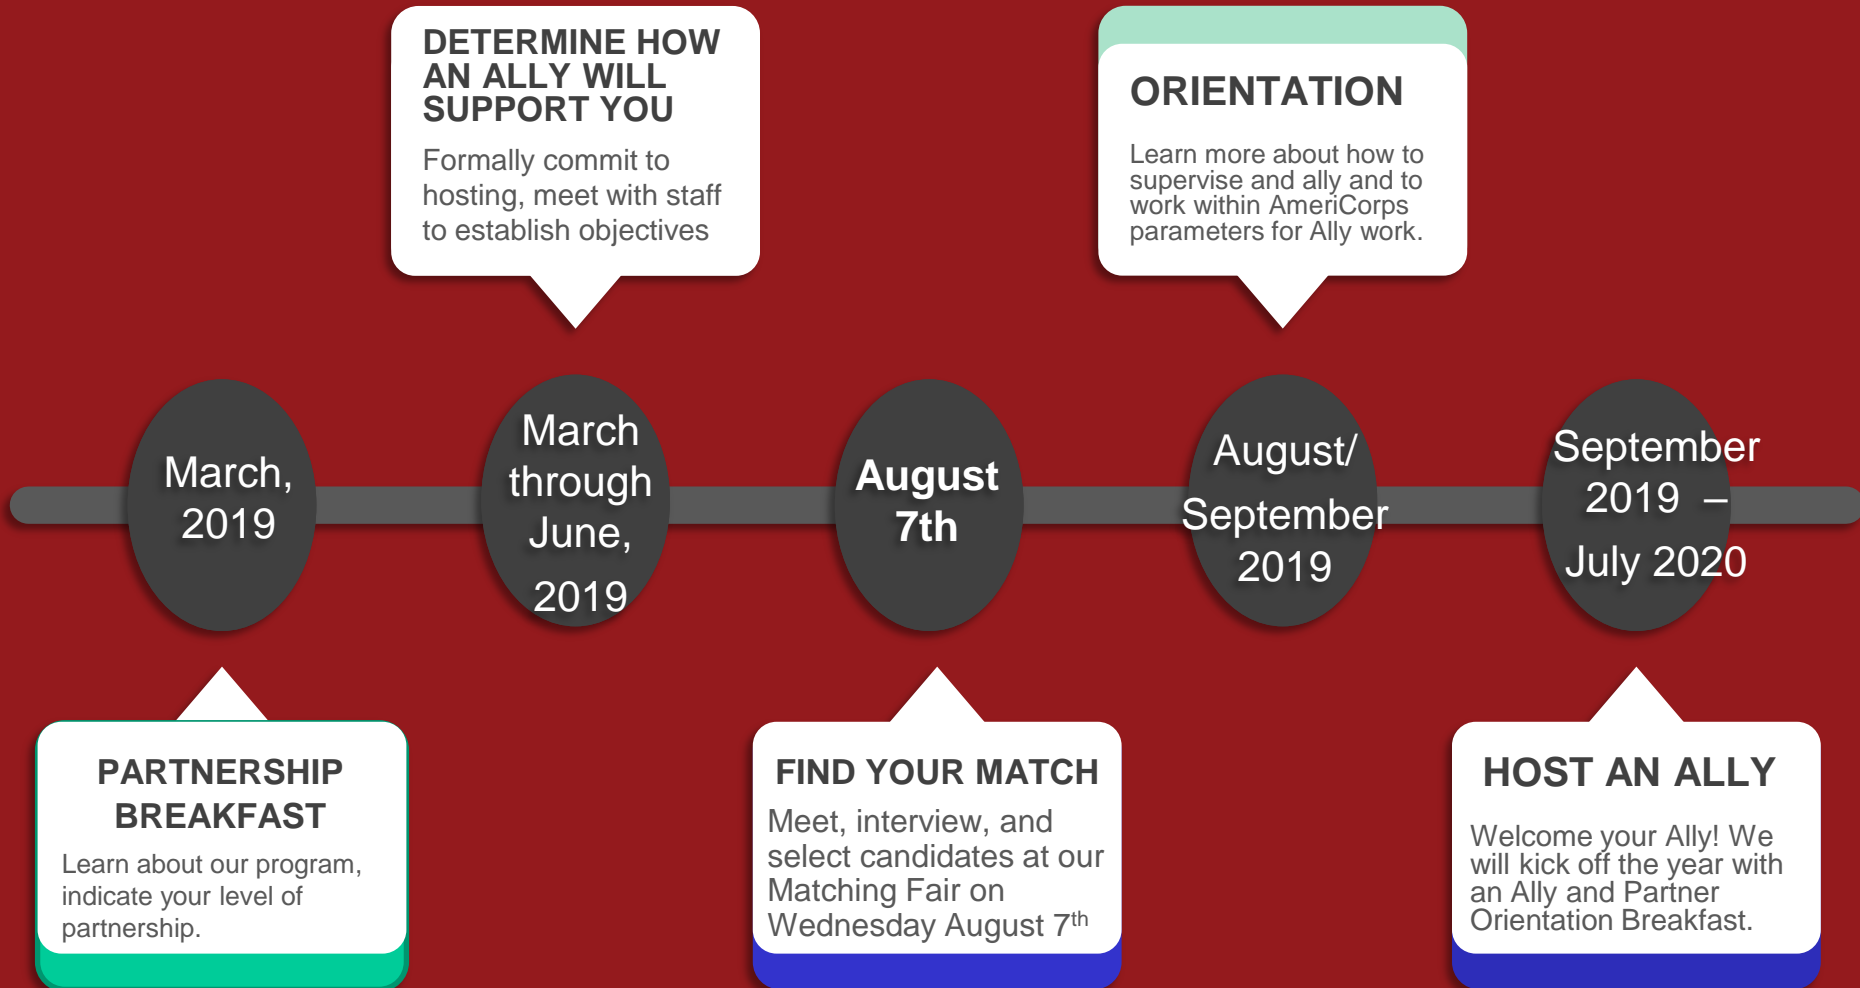 DETERMINE HOW
AN ALLY WILL
SUPPORT YOU
Formally commit to
hosting, meet with staff
to establish objectives
ORIENTATION
Learn more about how to
supervise and ally and to
work within AmeriCorps
parameters for Ally work.
March,
2019
March
through
June,
2019
August
7th
August/
September
2019
September
2019 –
July 2020
PARTNERSHIP
BREAKFAST
Learn about our program,
indicate your level of
partnership.
FIND YOUR MATCH
Meet, interview, and
select candidates at our
Matching Fair on
Wednesday August 7th
HOST AN ALLY
Welcome your Ally! We
will kick off the year with
an Ally and Partner
Orientation Breakfast.